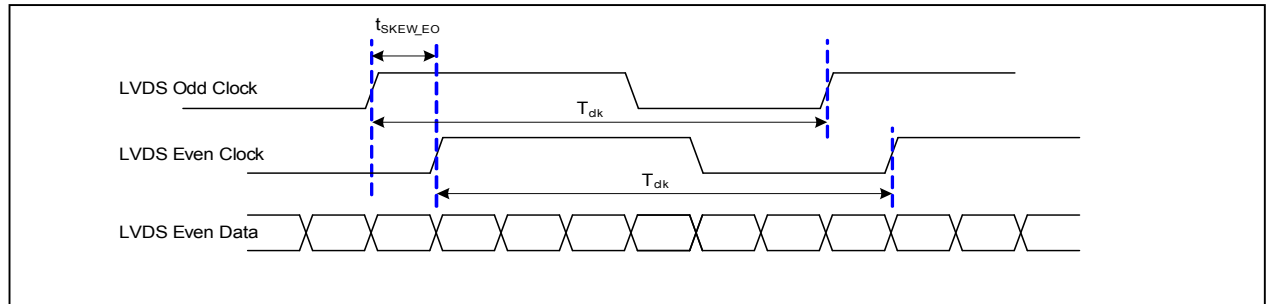 tSKEW_EO
LVDS Odd Clock
Tclk
LVDS Even Clock
Tclk
LVDS Even Data